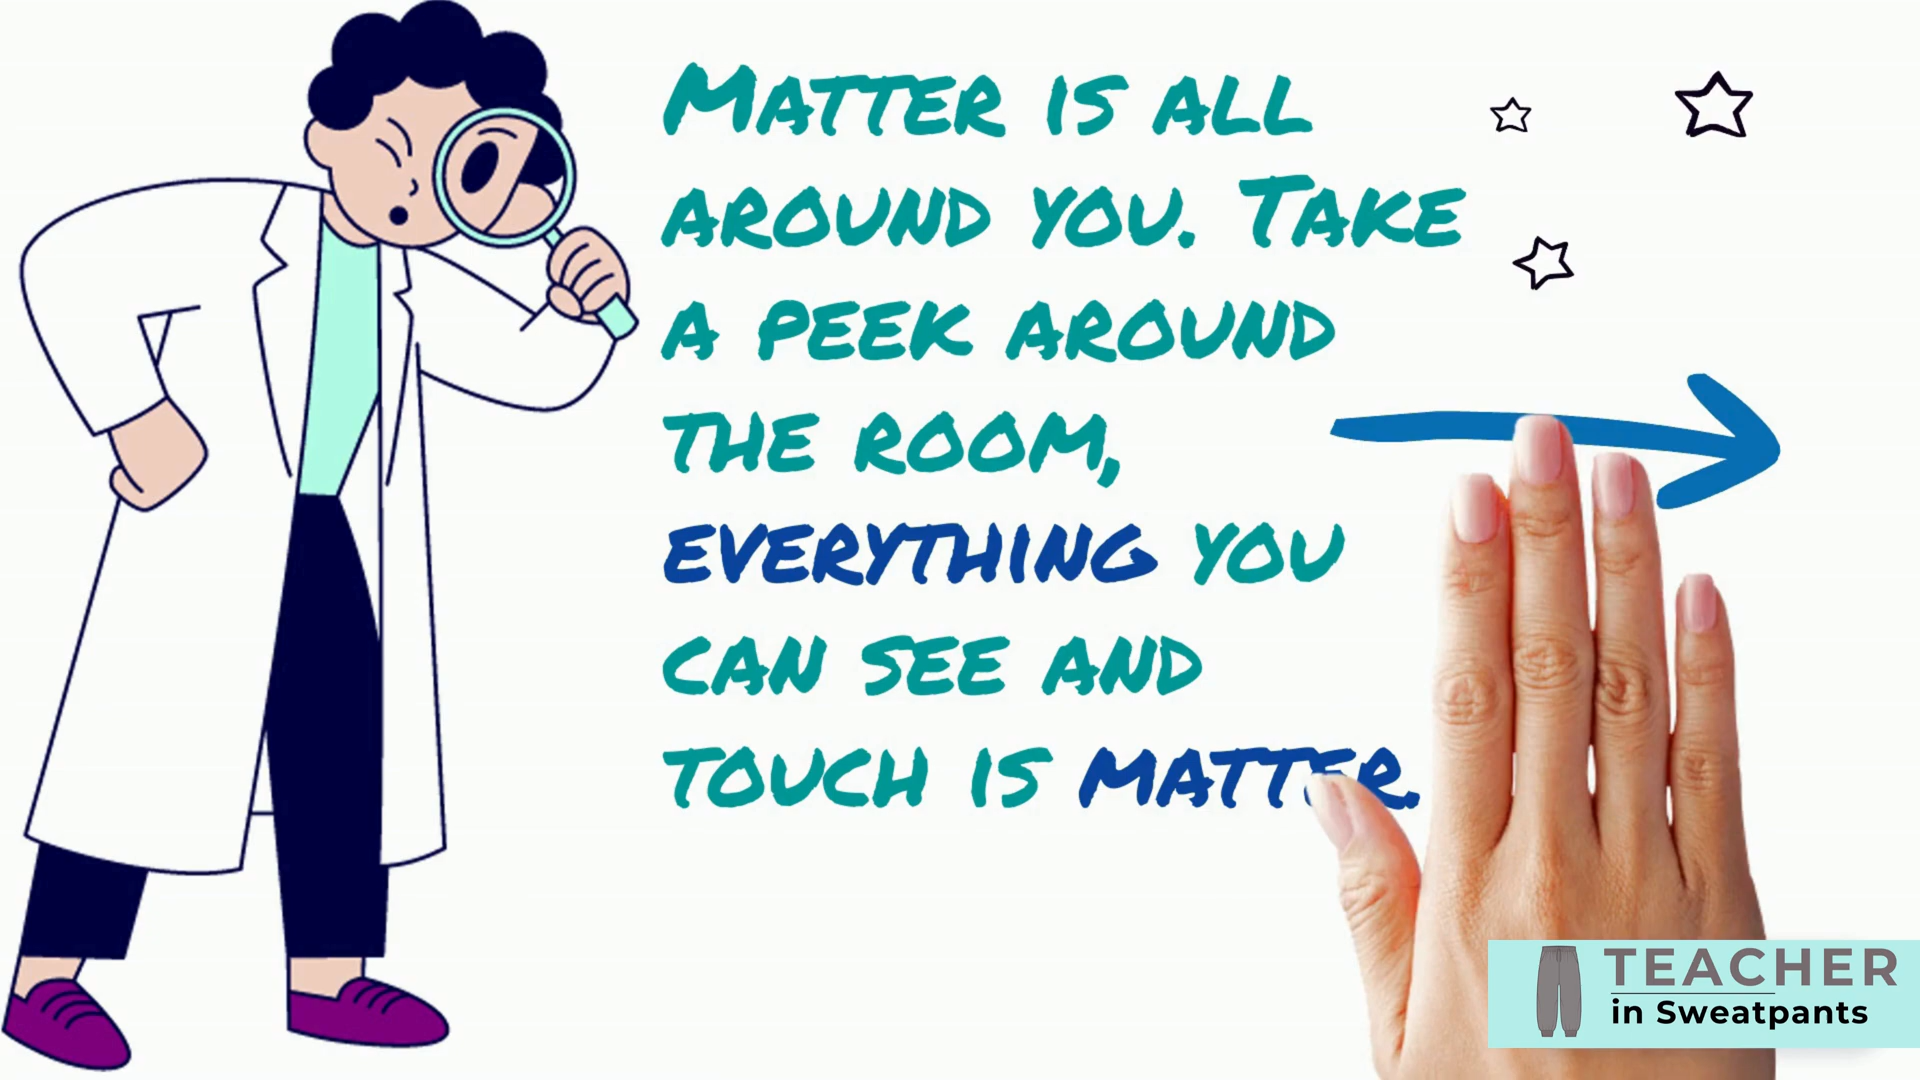 Matter is all
around you. Take
a peek around
the room,
everything you
can see and
touch is matter.
TEACHER
in Sweatpants